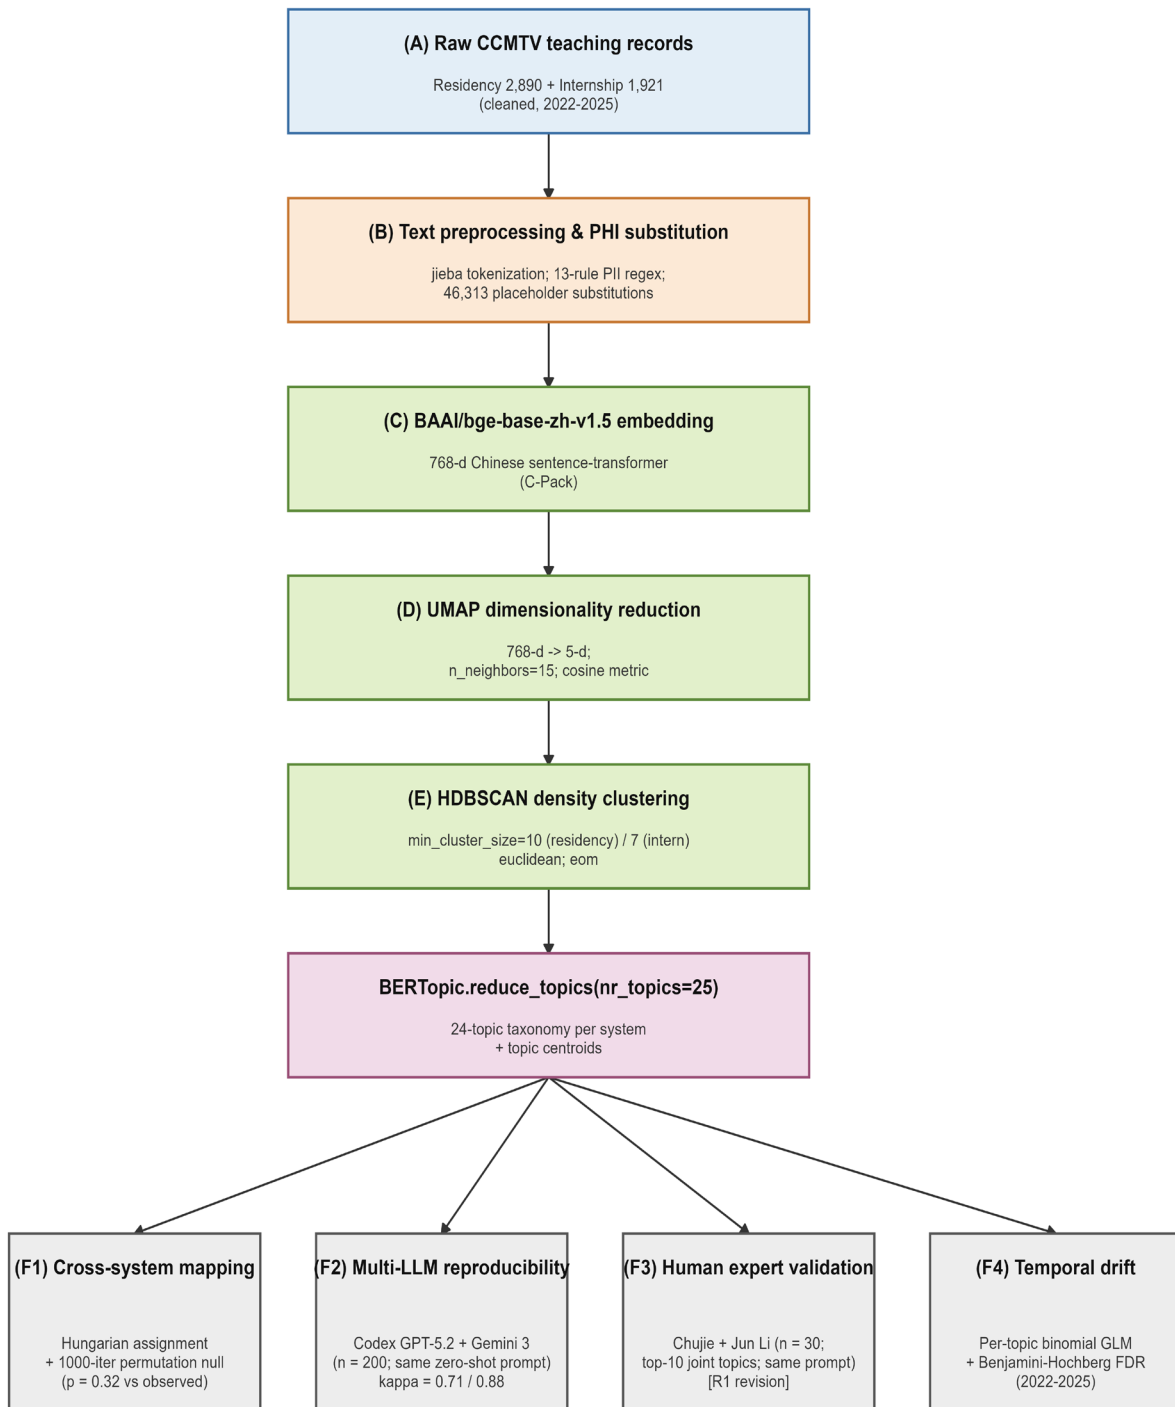 (A) Raw CCMTV teaching records
Residency 2,890 + Internship 1,921
(cleaned, 2022-2025)
(B) Text preprocessing & PHI substitution
jieba tokenization; 13-rule PII regex;
46,313 placeholder substitutions
(C) BAAI/bge-base-zh-v1.5 embedding
768-d Chinese sentence-transformer
(C-Pack)
(D) UMAP dimensionality reduction
768-d -> 5-d;
n_neighbors=15; cosine metric
(E) HDBSCAN density clustering
min_cluster_size=10 (residency) / 7 (intern)
euclidean; eom
BERTopic.reduce_topics(nr_topics=25)
24-topic taxonomy per system
+ topic centroids
(F1) Cross-system mapping
Hungarian assignment
+ 1000-iter permutation null
(p = 0.32 vs observed)
(F2) Multi-LLM reproducibility
Codex GPT-5.2 + Gemini 3
(n = 200; same zero-shot prompt)
kappa = 0.71 / 0.88
(F3) Human expert validation
Chujie + Jun Li (n = 30;
top-10 joint topics; same prompt)
[R1 revision]
(F4) Temporal drift
Per-topic binomial GLM
+ Benjamini-Hochberg FDR
(2022-2025)